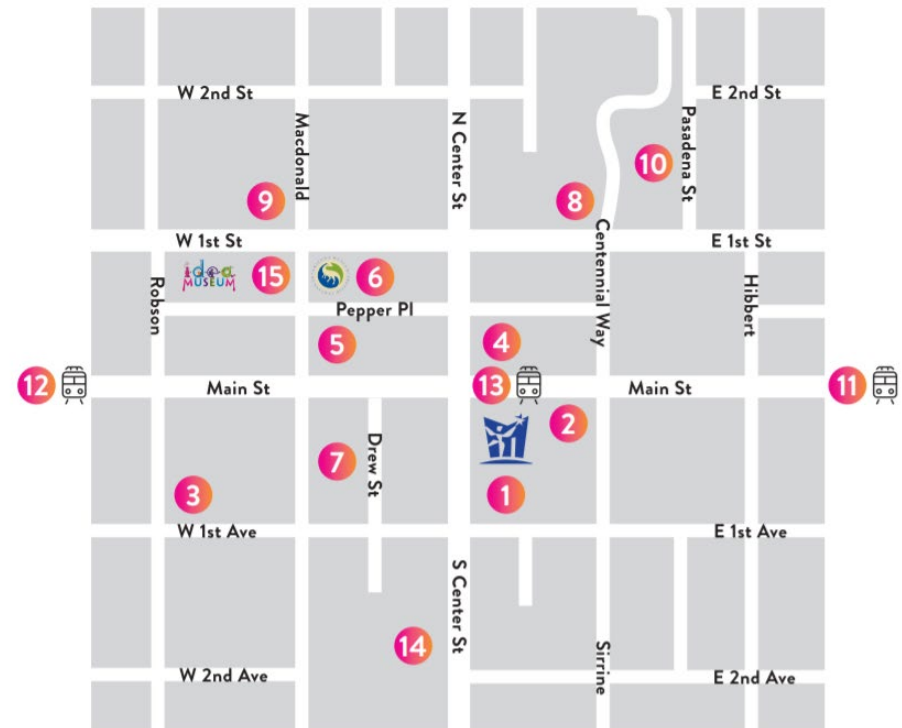 W 2nd St
E 2nd St
Macdonald
N Center St
Pasadena St
10
9
8
W 1st St
E 1st St
Centennial Way
idea
MUSEUM
15
6
Robson
Hibbert
Pepper Pl
5
4
12
Main St
13
Main St
11
2
Drew St
7
3
1
W 1st Ave
E 1st Ave
S Center St
14
Sirrine
W 2nd Ave
E 2nd Ave